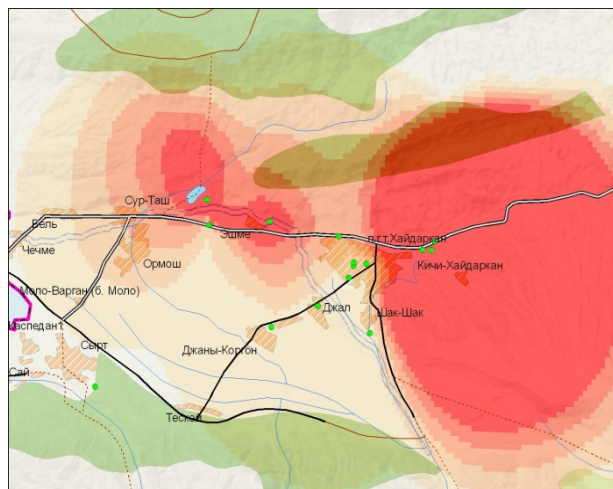 Сур-Таш
Вель
Эшме
п.г.т Хайдаркан
Чечме
Ормош
Кичи-Хайдаркан
Моло-Варган (б. Моло)
Джал
Шак-Шак
Каспедант
Сырт
Джаны-Коргон
Сай
Тескей